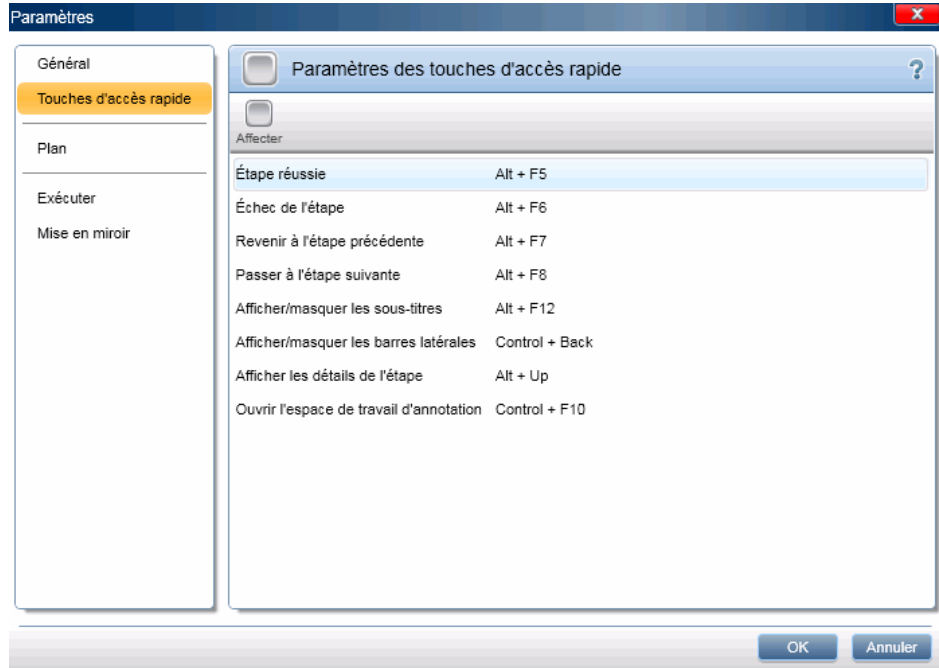 Paramètres
Général
Touches d'accès rapide
Plan
Exécuter
Mise en miroir
Paramètres des touches d'accès rapide
?
Affecter
Étape réussie Alt + F5
Échec de l'étape Alt + F6
Revenir à l'étape précédente Alt + F7
Passer à l'étape suivante Alt + F8
Afficher/masquer les sous-titres Alt + F12
Afficher/masquer les barres latérales Control + Back
Afficher les détails de l'étape Alt + Up
Ouvrir l'espace de travail d'annotation Control + F10
OK Annuler